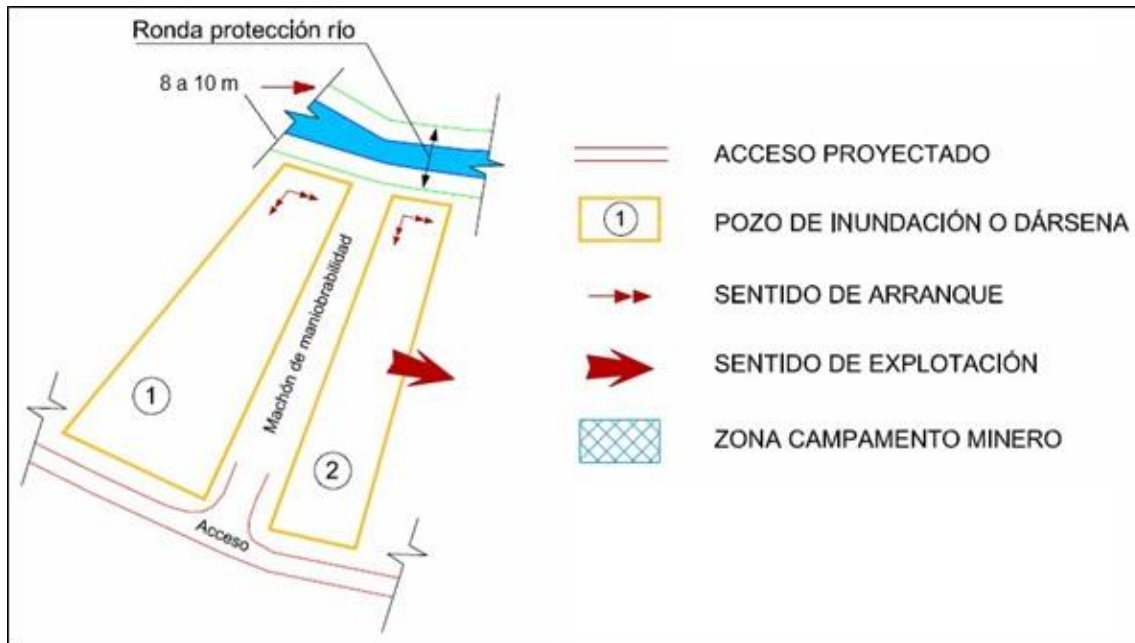 Ronda protección río
8 a 10 m
Machón de maniobrabilidad
1
2
Acceso
ACCESO PROYECTADO
1
POZO DE INUNDACIÓN O DÁRSENA
SENTIDO DE ARRANQUE
SENTIDO DE EXPLOTACIÓN
ZONA CAMPAMENTO MINERO